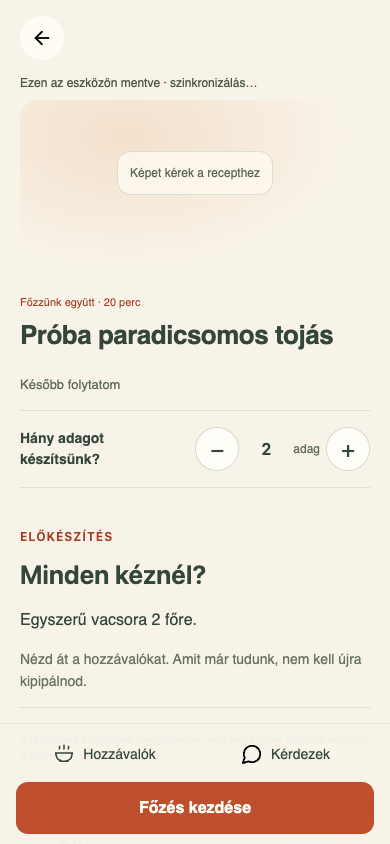 Ezen az eszközön mentve · szinkronizálás…
Képet kérek a recepthez
Főzzünk együtt · 20 perc
Próba paradicsomos tojás
Később folytatom
Hány adagot
készítsünk?
− 2 adag +
ELŐKÉSZÍTÉS
Minden kéznél?
Egyszerű vacsora 2 főre.
Nézd át a hozzávalókat. Amit már tudunk, nem kell újra
kipipálnod.
Hozzávalók
Kérdezek
Főzés kezdése